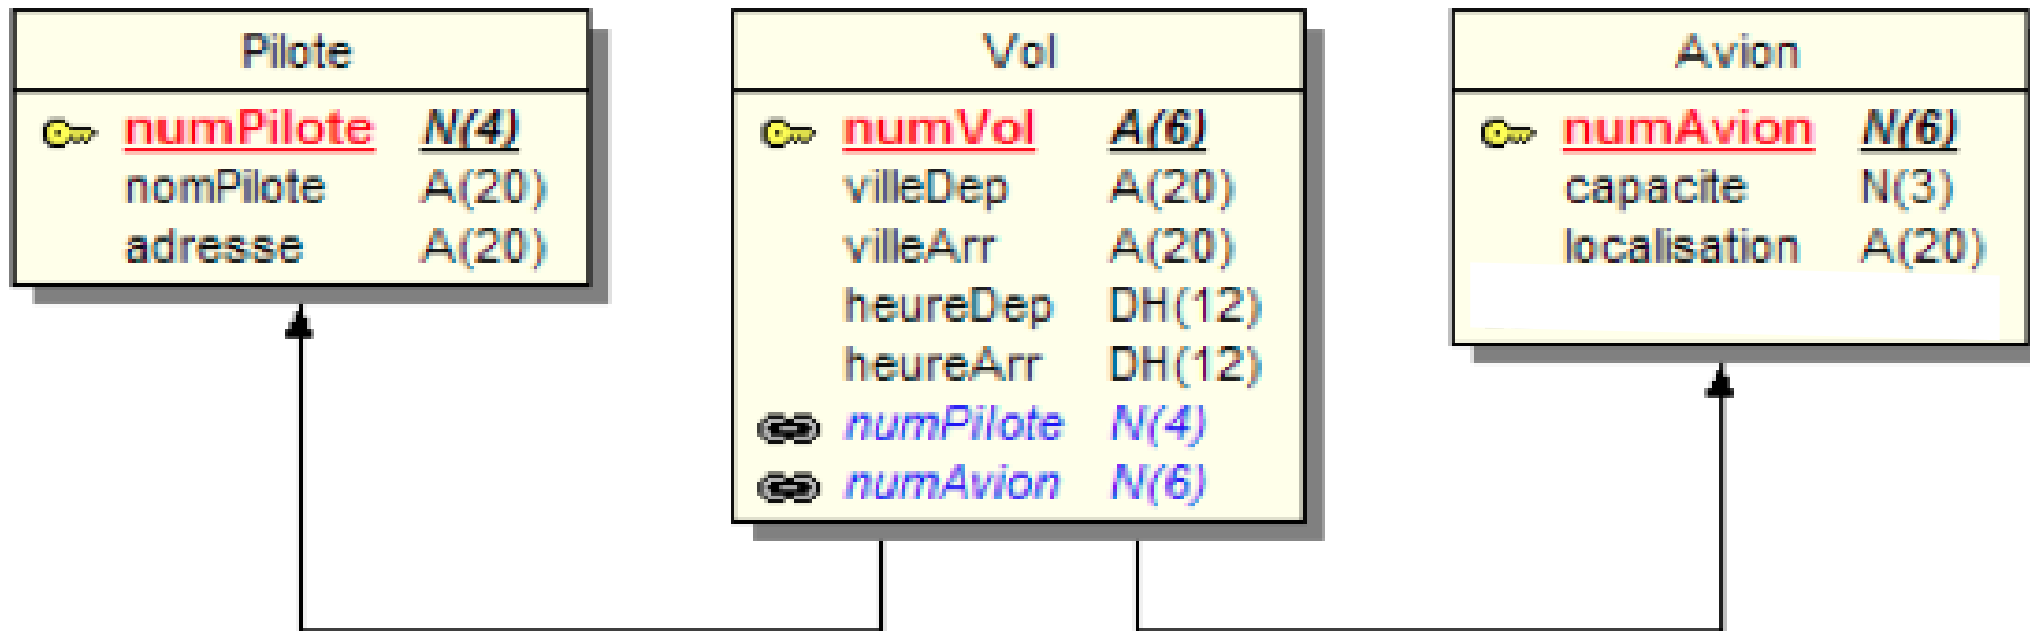 Pilote
numPilote N(4)
nomPilote A(20)
adresse A(20)
Vol
numVol A(6)
villeDep A(20)
villeArr A(20)
heureDep DH(12)
heureArr DH(12)
numPilote N(4)
numAvion N(6)
Avion
numAvion N(6)
capacite N(3)
localisation A(20)